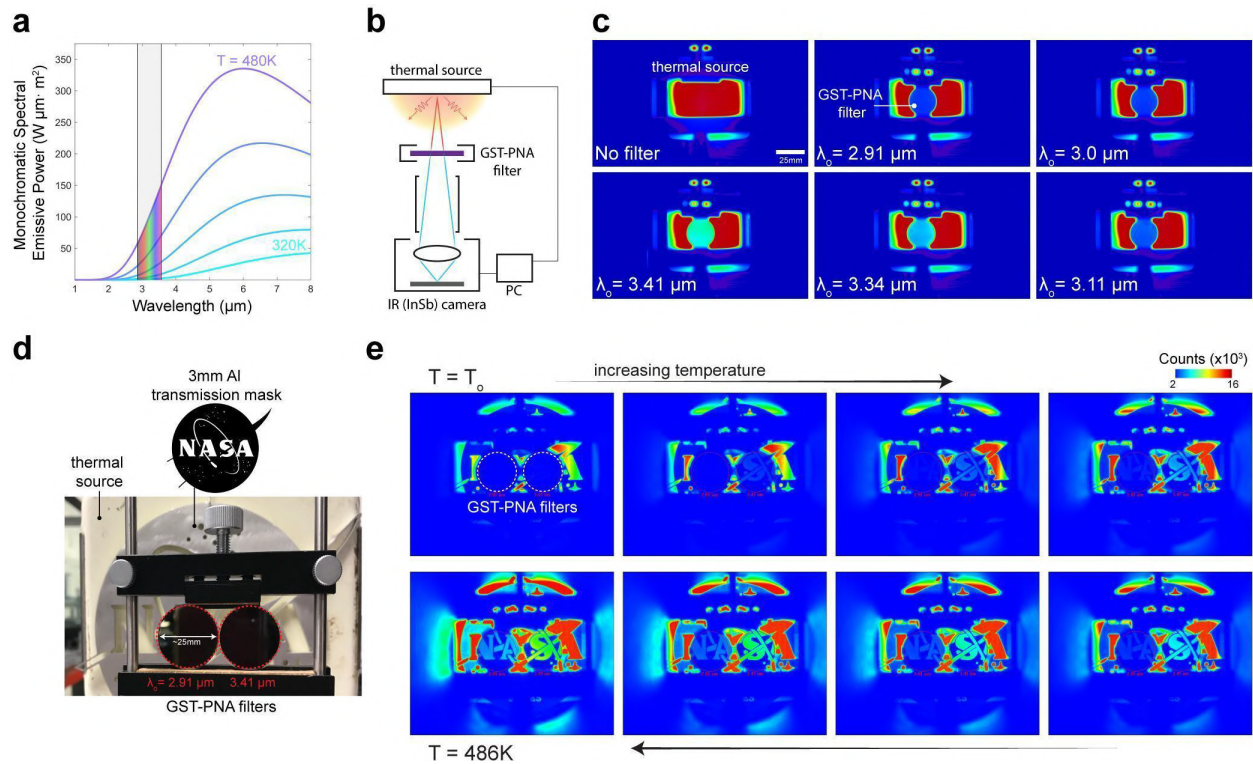 a
Monochromatic Spectral
Emissive Power (W µm· m²)
350
300
250
200
150
100
50
T = 480K
320K
1 2 3 4 5 6 7 8
Wavelength (µm)
b
thermal source
GST-PNA
filter
PC
IR (InSb) camera
c
thermal source
No filter
25mm
GST-PNA
filter
λo = 2.91 µm
λo = 3.0 µm
λo = 3.41 µm
λo = 3.34 µm
λo = 3.11 µm
d
3mm Al
transmission mask
NASA
thermal
source
~25mm
λo = 2.91 µm 3.41 µm
GST-PNA filters
e
T = To
increasing temperature
Counts (x10³)
2 16
GST-PNA filters
T = 486K